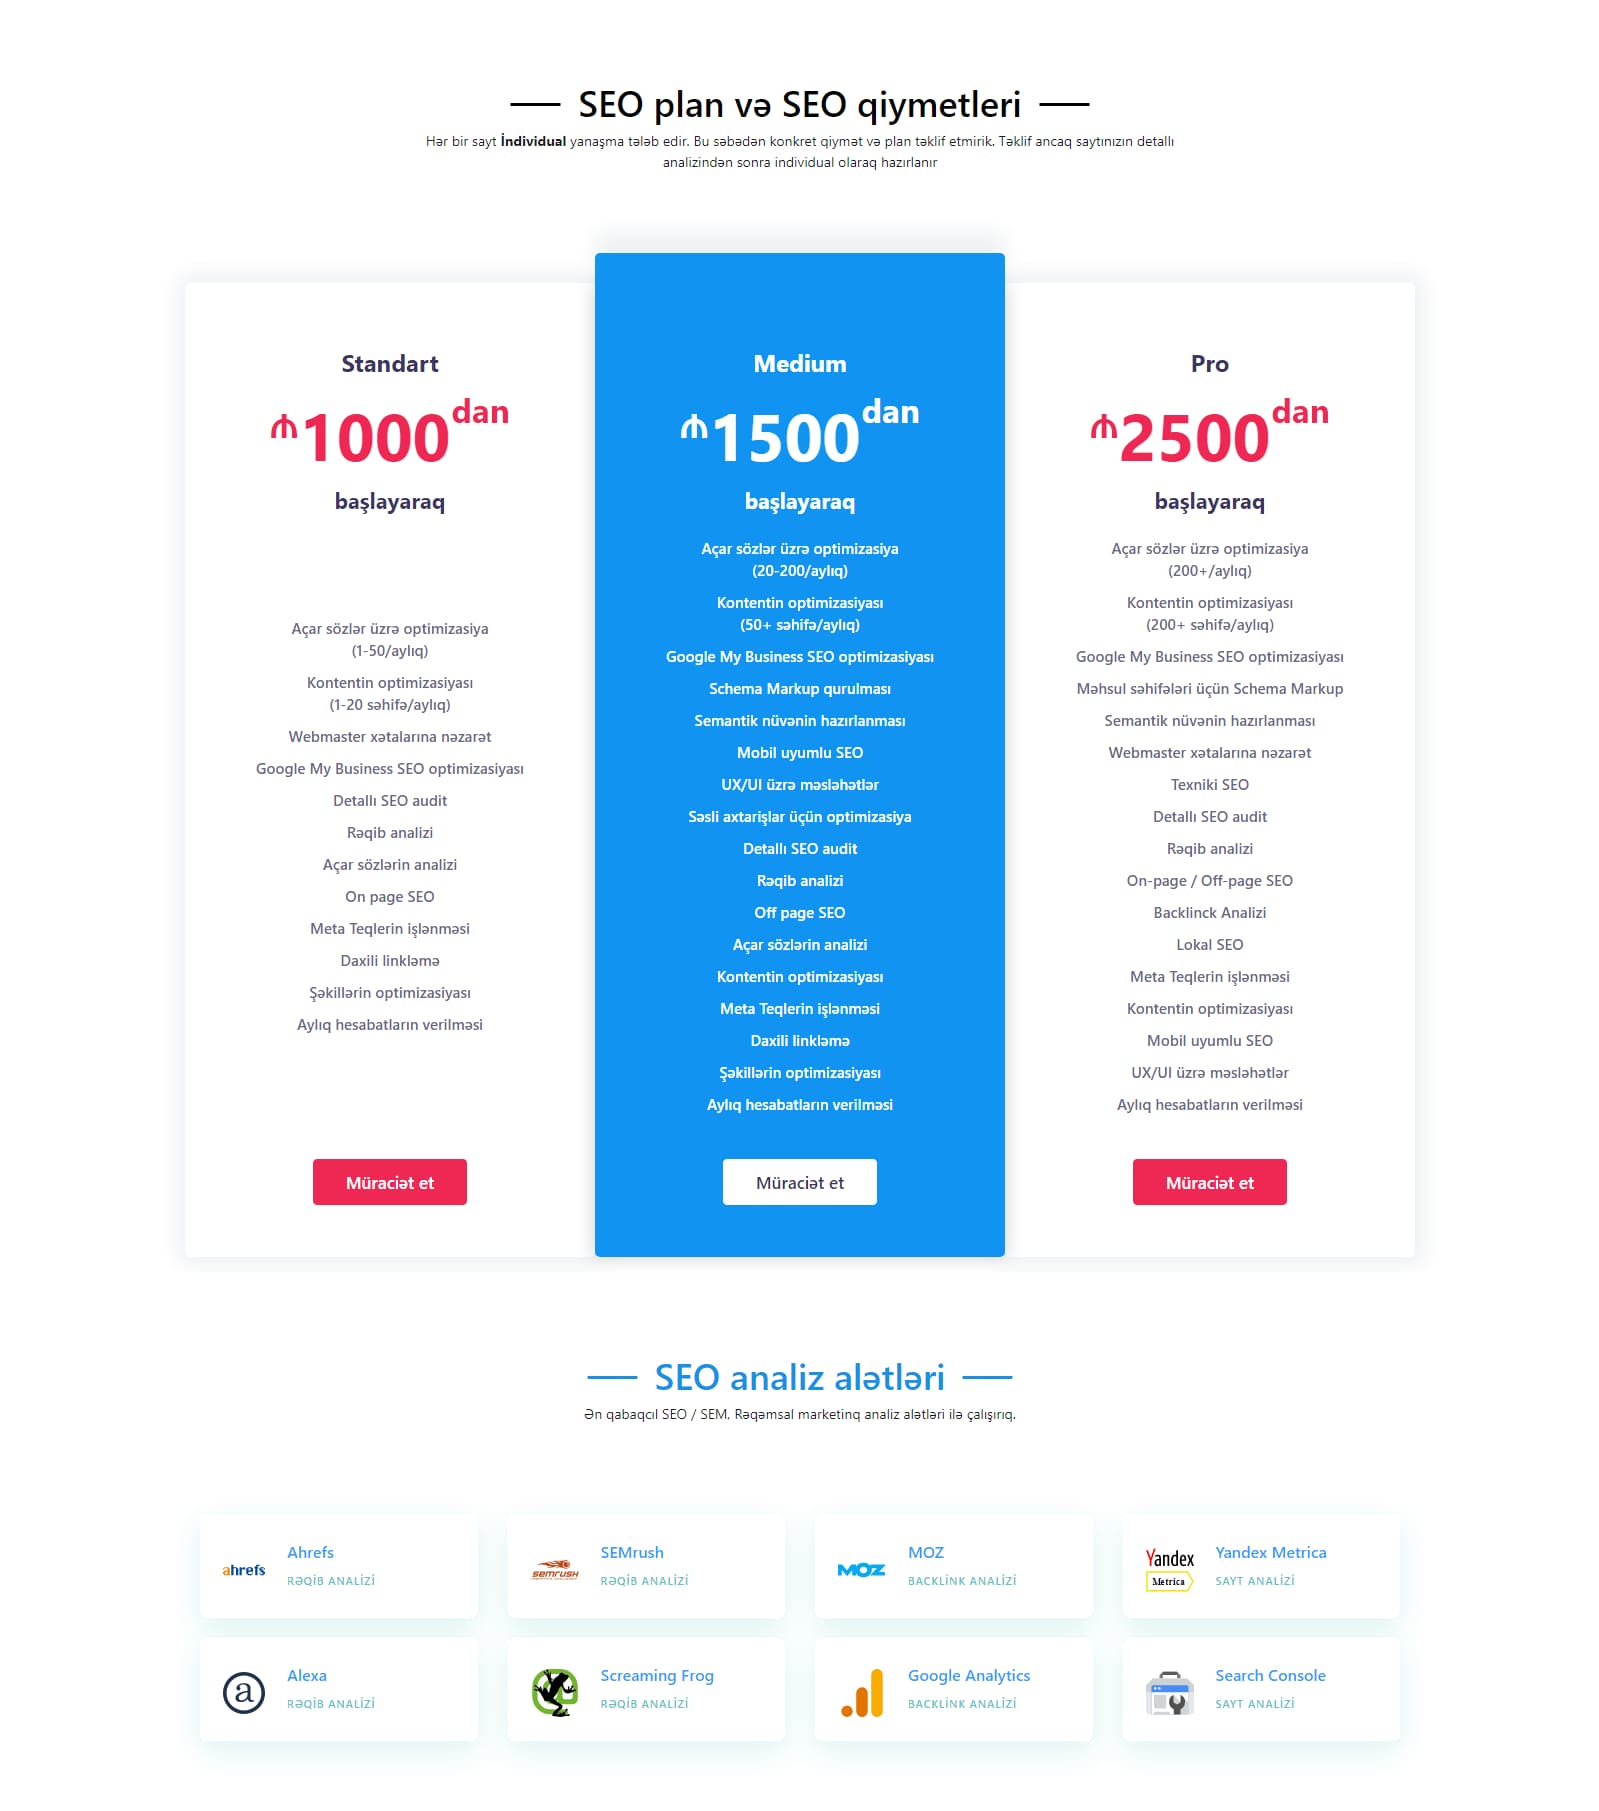 SEO plan və SEO qiymetleri
Hər bir sayt İndividual yanaşma tələb edir. Bu səbədən konkret qiymət və plan təklif etmirik. Təklif ancaq saytınızın detallı
analizindən sonra individual olaraq hazırlanır
Standart
₼1000dan
başlayaraq
Açar sözlər üzrə optimizasiya
(1-50/aylıq)
Kontentin optimizasiyası
(1-20 səhifə/aylıq)
Webmaster xətalarına nəzarət
Google My Business SEO optimizasiyası
Detallı SEO audit
Rəqib analizi
Açar sözlərin analizi
On page SEO
Meta Teqlerin işlənməsi
Daxili linkləmə
Şəkillərin optimizasiyası
Aylıq hesabatların verilməsi
Müraciət et
Medium
₼1500dan
başlayaraq
Açar sözlər üzrə optimizasiya
(20-200/aylıq)
Kontentin optimizasiyası
(50+ səhifə/aylıq)
Google My Business SEO optimizasiyası
Schema Markup qurulması
Semantik nüvənin hazırlanması
Mobil uyumlu SEO
UX/UI üzrə məsləhətlər
Səsli axtarışlar üçün optimizasiya
Detallı SEO audit
Rəqib analizi
Off page SEO
Açar sözlərin analizi
Kontentin optimizasiyası
Meta Teqlerin işlənməsi
Daxili linkləmə
Şəkillərin optimizasiyası
Aylıq hesabatların verilməsi
Müraciət et
Pro
₼2500dan
başlayaraq
Açar sözlər üzrə optimizasiya
(200+/aylıq)
Kontentin optimizasiyası
(200+ səhifə/aylıq)
Google My Business SEO optimizasiyası
Məhsul səhifələri üçün Schema Markup
Semantik nüvənin hazırlanması
Webmaster xətalarına nəzarət
Texniki SEO
Detallı SEO audit
Rəqib analizi
On-page / Off-page SEO
Backlinck Analizi
Lokal SEO
Meta Teqlerin işlənməsi
Kontentin optimizasiyası
Mobil uyumlu SEO
UX/UI üzrə məsləhətlər
Aylıq hesabatların verilməsi
Müraciət et
SEO analiz alətləri
Ən qabaqcıl SEO / SEM, Rəqəmsal marketinq analiz alətləri ilə çalışırıq.
ahrefs
Ahrefs
RƏQİB ANALİZİ
SEMRUSH
SEMrush
RƏQİB ANALİZİ
MOZ
MOZ
BACKLİNK ANALİZİ
Yandex
Metrica
Yandex Metrica
SAYT ANALİZİ
a
Alexa
RƏQİB ANALİZİ
Screaming Frog
RƏQİB ANALİZİ
Google Analytics
BACKLİNK ANALİZİ
Search Console
SAYT ANALİZİ